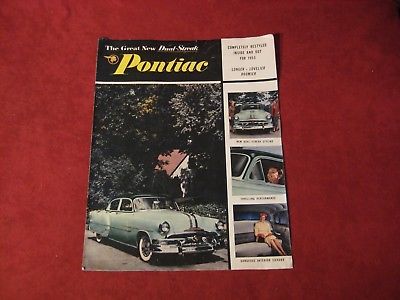 The Great New Dual-Streak
Pontiac
COMPLETELY RESTYLED
INSIDE AND OUT
FOR 1953
LONGER - LOVELIER
ROOMIER
NEW DUAL-STREAK STYLING
THRILLING PERFORMANCE
GORGEOUS INTERIOR LUXURY